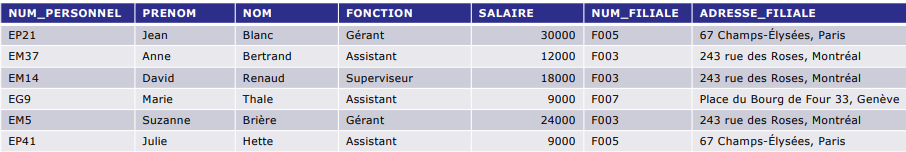 NUM_PERSONNEL PRENOM NOM FONCTION SALAIRE NUM_FILIALE ADRESSE_FILIALE
EP21 Jean Blanc Gérant 30000 F005 67 Champs-Élysées, Paris
EM37 Anne Bertrand Assistant 12000 F003 243 rue des Roses, Montréal
EM14 David Renaud Superviseur 18000 F003 243 rue des Roses, Montréal
EG9 Marie Thale Assistant 9000 F007 Place du Bourg de Four 33, Genève
EM5 Suzanne Brière Gérant 24000 F003 243 rue des Roses, Montréal
EP41 Julie Hette Assistant 9000 F005 67 Champs-Élysées, Paris